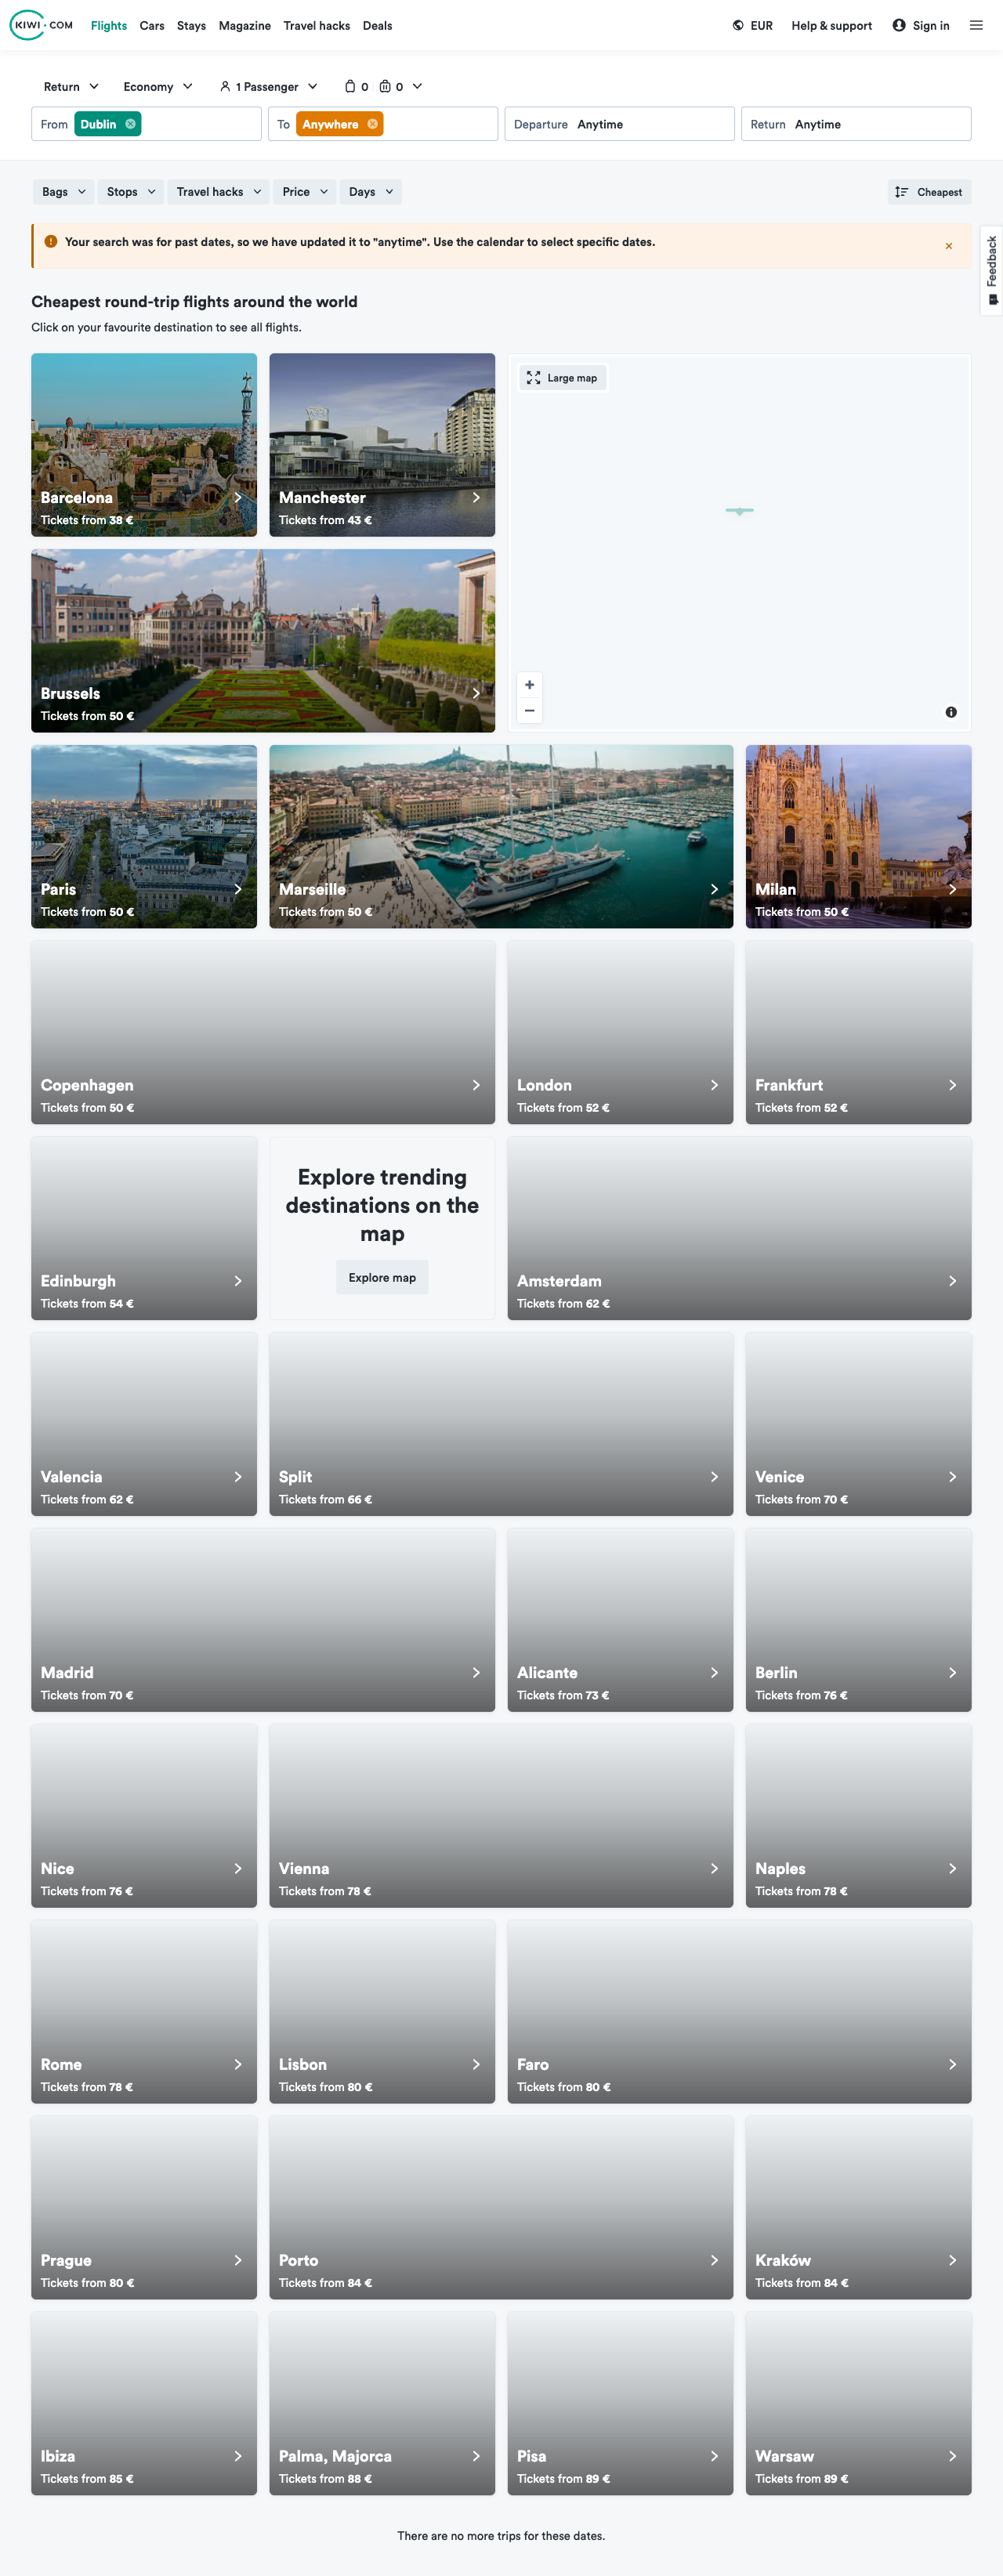 KIWI·COM
Flights
Cars
Stays
Magazine
Travel hacks
Deals
EUR
Help & support
Sign in
Return
Economy
1 Passenger
0
0
From Dublin
To Anywhere
Departure Anytime
Return Anytime
Bags
Stops
Travel hacks
Price
Days
Cheapest
Your search was for past dates, so we have updated it to "anytime". Use the calendar to select specific dates.
Feedback
Cheapest round-trip flights around the world
Click on your favourite destination to see all flights.
Barcelona
Tickets from 38 €
Manchester
Tickets from 43 €
Large map
Brussels
Tickets from 50 €
Paris
Tickets from 50 €
Marseille
Tickets from 50 €
Milan
Tickets from 50 €
Copenhagen
Tickets from 50 €
London
Tickets from 52 €
Frankfurt
Tickets from 52 €
Edinburgh
Tickets from 54 €
Explore trending
destinations on the
map
Explore map
Amsterdam
Tickets from 62 €
Valencia
Tickets from 62 €
Split
Tickets from 66 €
Venice
Tickets from 70 €
Madrid
Tickets from 70 €
Alicante
Tickets from 73 €
Berlin
Tickets from 76 €
Nice
Tickets from 76 €
Vienna
Tickets from 78 €
Naples
Tickets from 78 €
Rome
Tickets from 78 €
Lisbon
Tickets from 80 €
Faro
Tickets from 80 €
Prague
Tickets from 80 €
Porto
Tickets from 84 €
Kraków
Tickets from 84 €
Ibiza
Tickets from 85 €
Palma, Majorca
Tickets from 88 €
Pisa
Tickets from 89 €
Warsaw
Tickets from 89 €
There are no more trips for these dates.